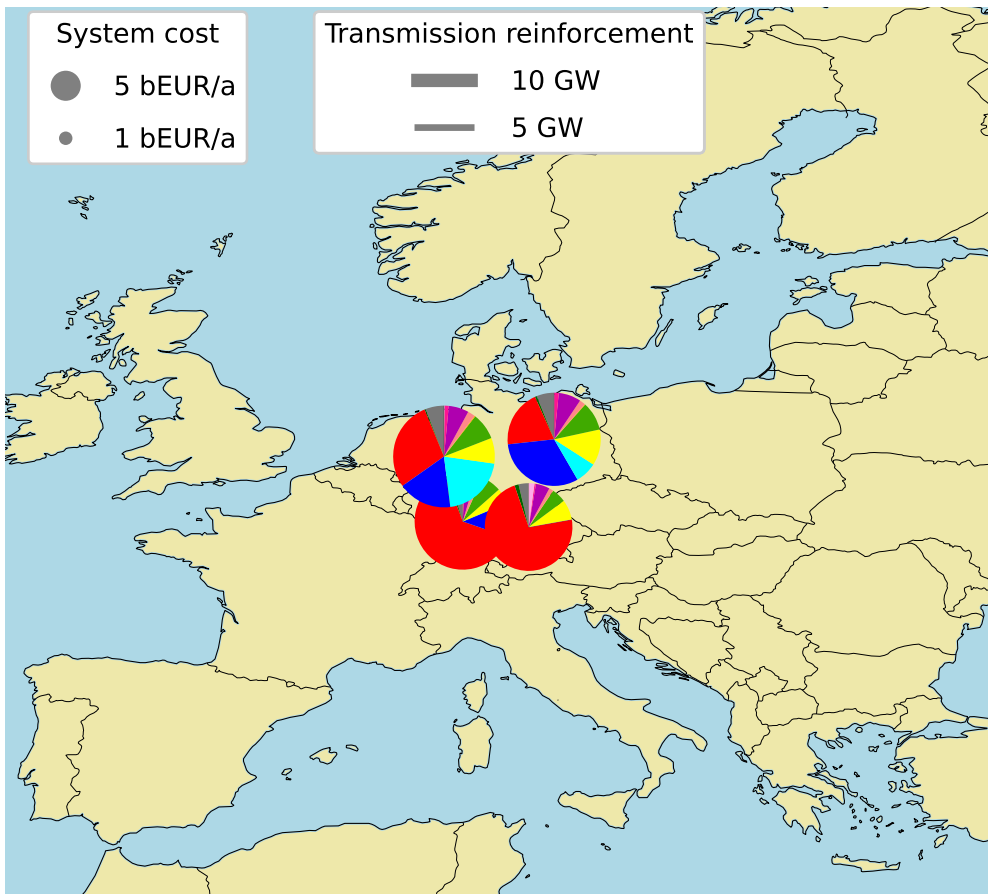 System cost
5 bEUR/a
1 bEUR/a
Transmission reinforcement
10 GW
5 GW